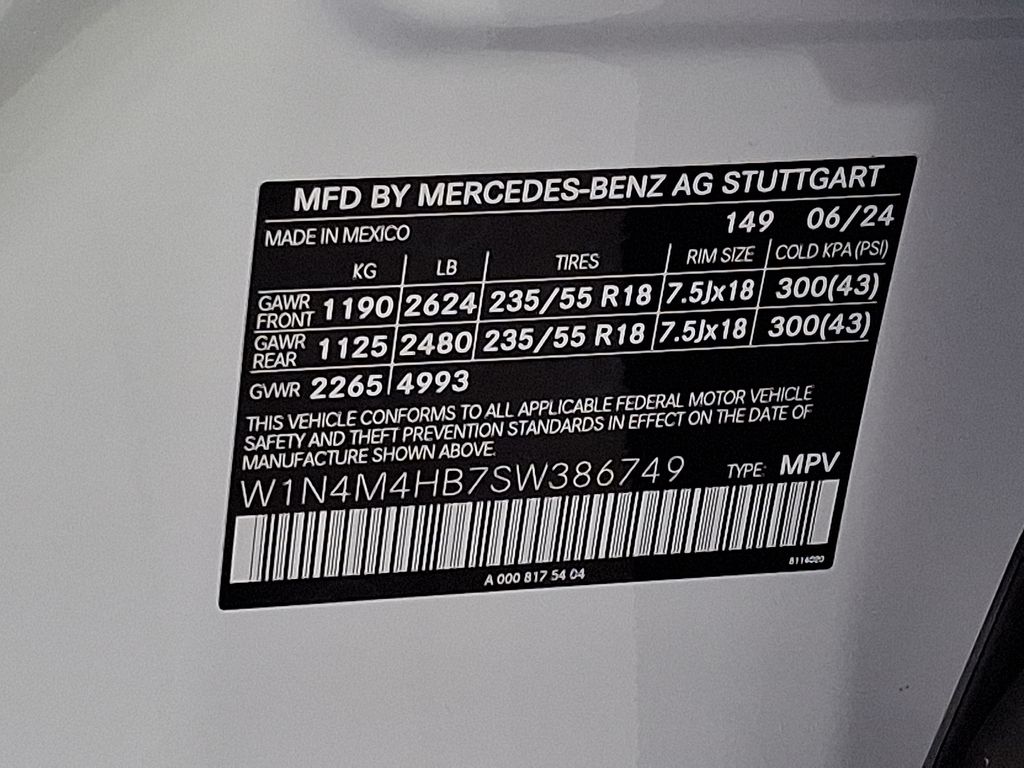 MFD BY MERCEDES-BENZ AG STUTTGART
149 06/24
MADE IN MEXICO
KG LB TIRES RIM SIZE COLD KPA (PSI)
GAWR FRONT 1190 2624 235/55 R18 7.5Jx18 300(43)
GAWR REAR 1125 2480 235/55 R18 7.5Jx18 300(43)
GVWR 2265 4993
THIS VEHICLE CONFORMS TO ALL APPLICABLE FEDERAL MOTOR VEHICLE
SAFETY AND THEFT PREVENTION STANDARDS IN EFFECT ON THE DATE OF
MANUFACTURE SHOWN ABOVE.
W1N4M4HB7SW386749 TYPE: MPV
A 000 817 54 04